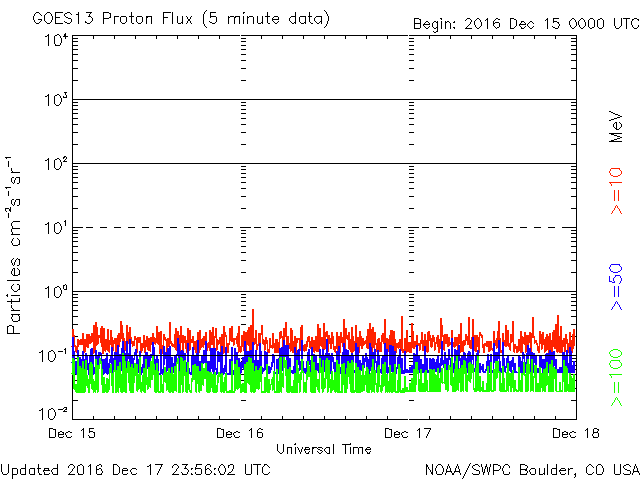 GOES13 Proton Flux (5 minute data)
Begin: 2016 Dec 15 0000 UTC
Particles cm⁻²s⁻¹sr⁻¹
10⁴
10³
10²
10¹
10⁰
10⁻¹
10⁻²
Dec 15
Dec 16
Dec 17
Dec 18
Universal Time
MeV
>=10
>=50
>=100
Updated 2016 Dec 17 23:56:02 UTC
NOAA/SWPC Boulder, CO USA